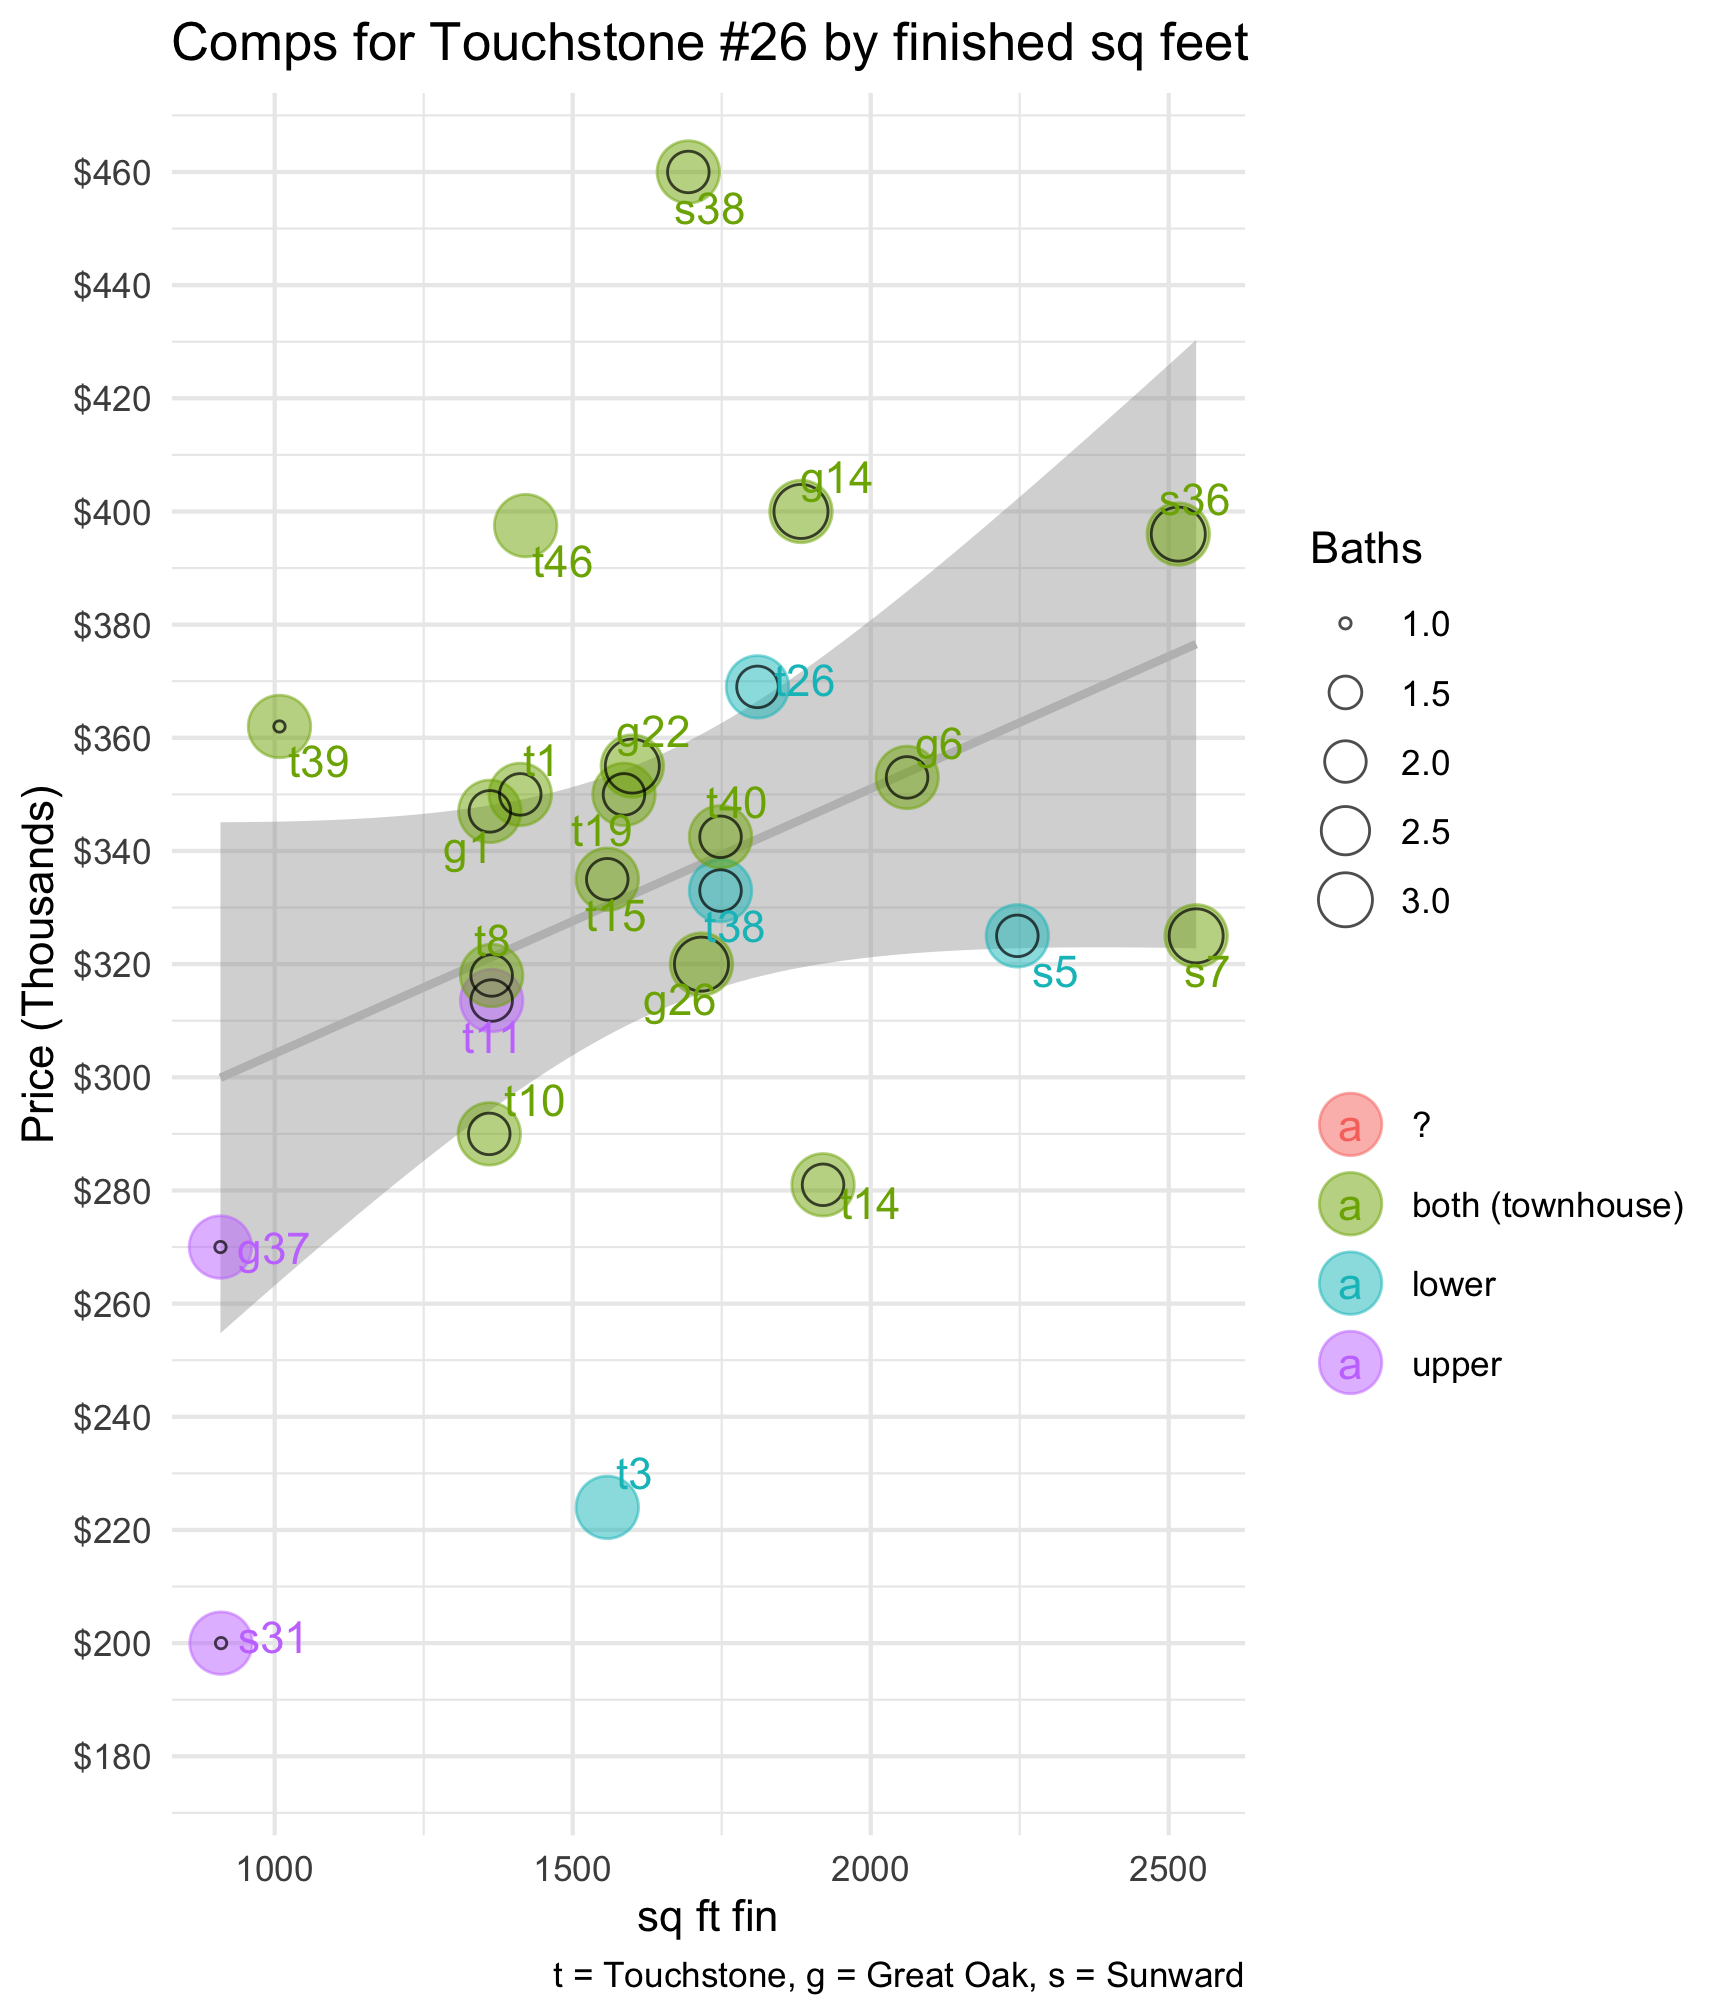 Comps for Touchstone #26 by finished sq feet
$460
$440
$420
$400
$380
$360
$340
$320
$300
$280
$260
$240
$220
$200
$180
Price (Thousands)
s38
g14
s36
t46
t26
t39
g22
t1
g6
t40
t19
g1
t15
t38
t8
s5
s7
g26
t11
t10
t14
g37
t3
s31
1000 1500 2000 2500
sq ft fin
t = Touchstone, g = Great Oak, s = Sunward
Baths
1.0
1.5
2.0
2.5
3.0
a ?
a both (townhouse)
a lower
a upper